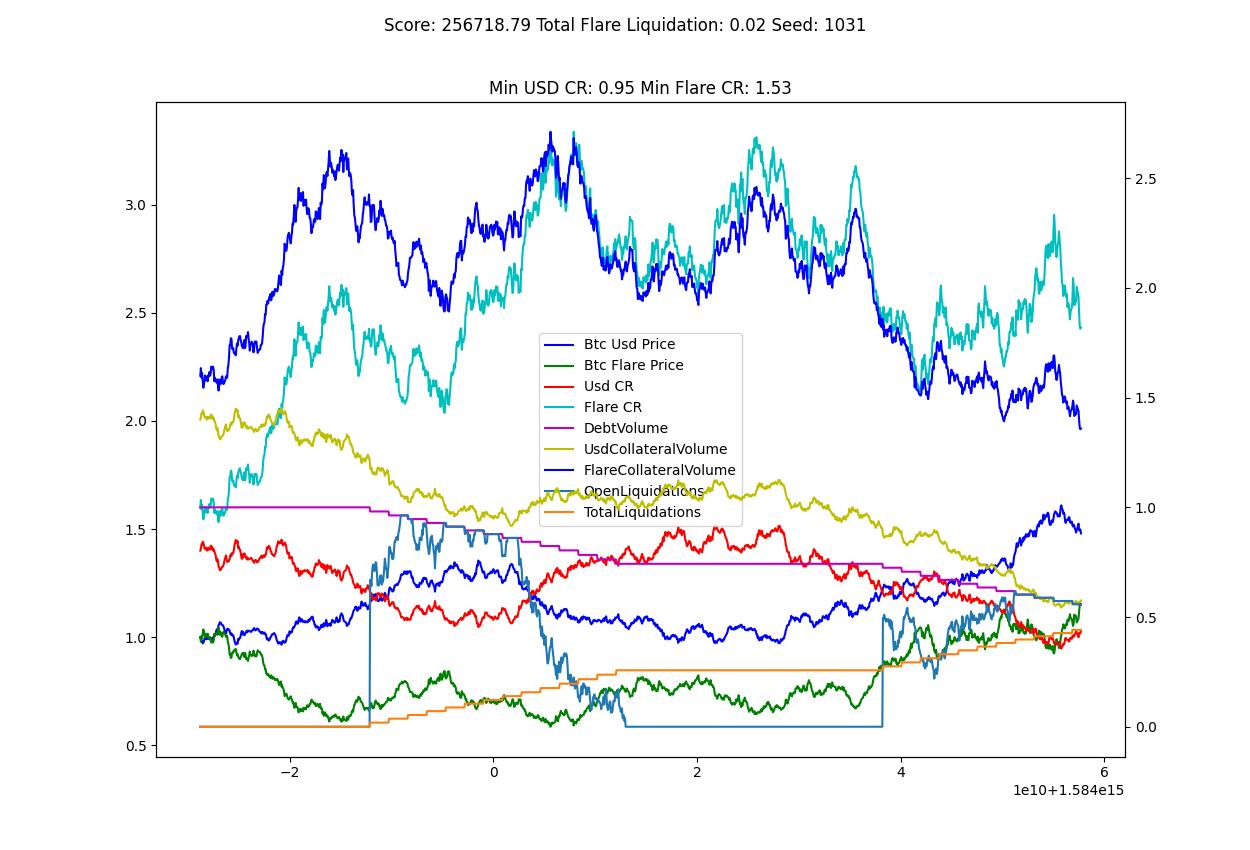 Score: 256718.79 Total Flare Liquidation: 0.02 Seed: 1031
Min USD CR: 0.95 Min Flare CR: 1.53
3.0
2.5
2.0
1.5
1.0
0.5
2.5
2.0
1.5
1.0
0.5
0.0
Btc Usd Price
Btc Flare Price
Usd CR
Flare CR
DebtVolume
UsdCollateralVolume
FlareCollateralVolume
OpenLiquidations
TotalLiquidations
−2 0 2 4 6
1e10+1.584e15